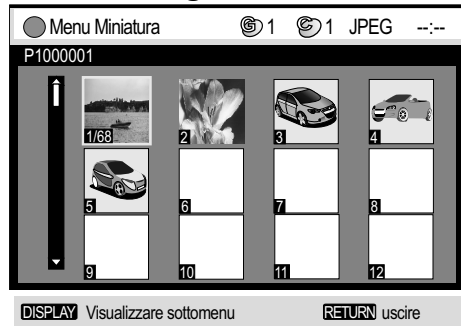 Menu Miniatura G 1 C 1 JPEG --:--
P1000001
1/68 2 3 4
5 6 7 8
9 10 11 12
DISPLAY Visualizzare sottomenu RETURN uscire